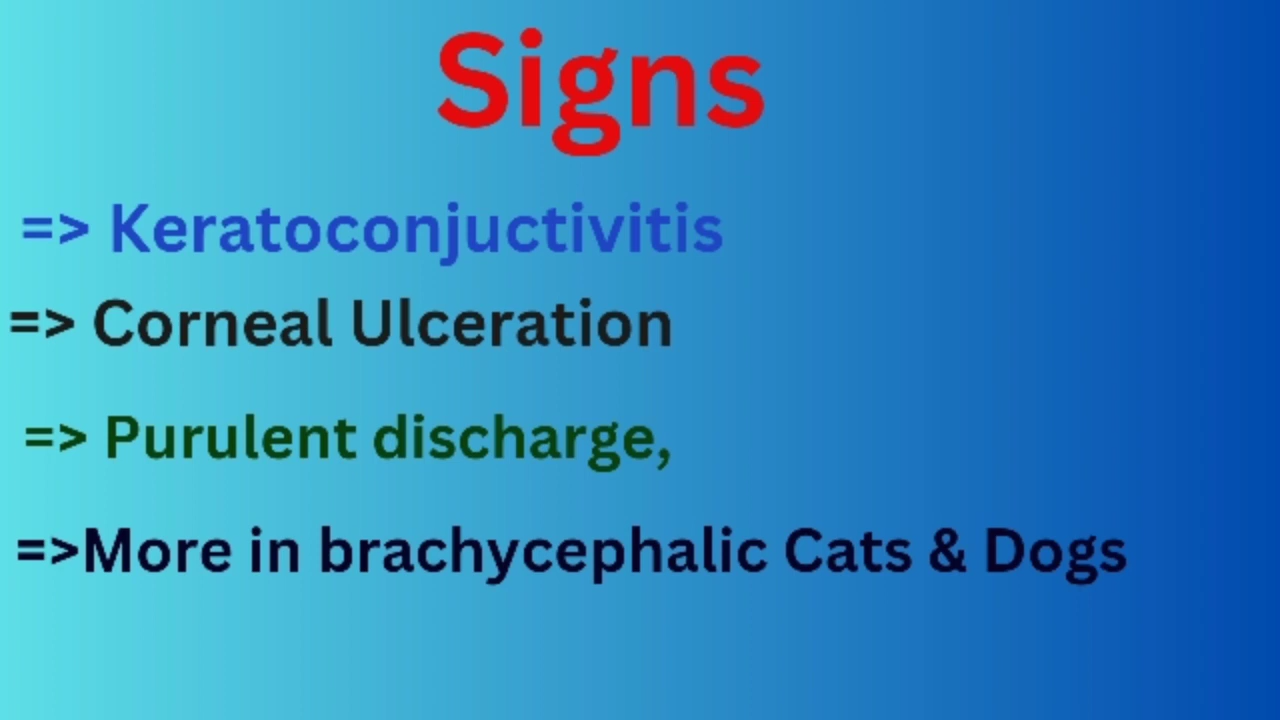 Signs
=> Keratoconjuctivitis
=> Corneal Ulceration
=> Purulent discharge,
=>More in brachycephalic Cats & Dogs